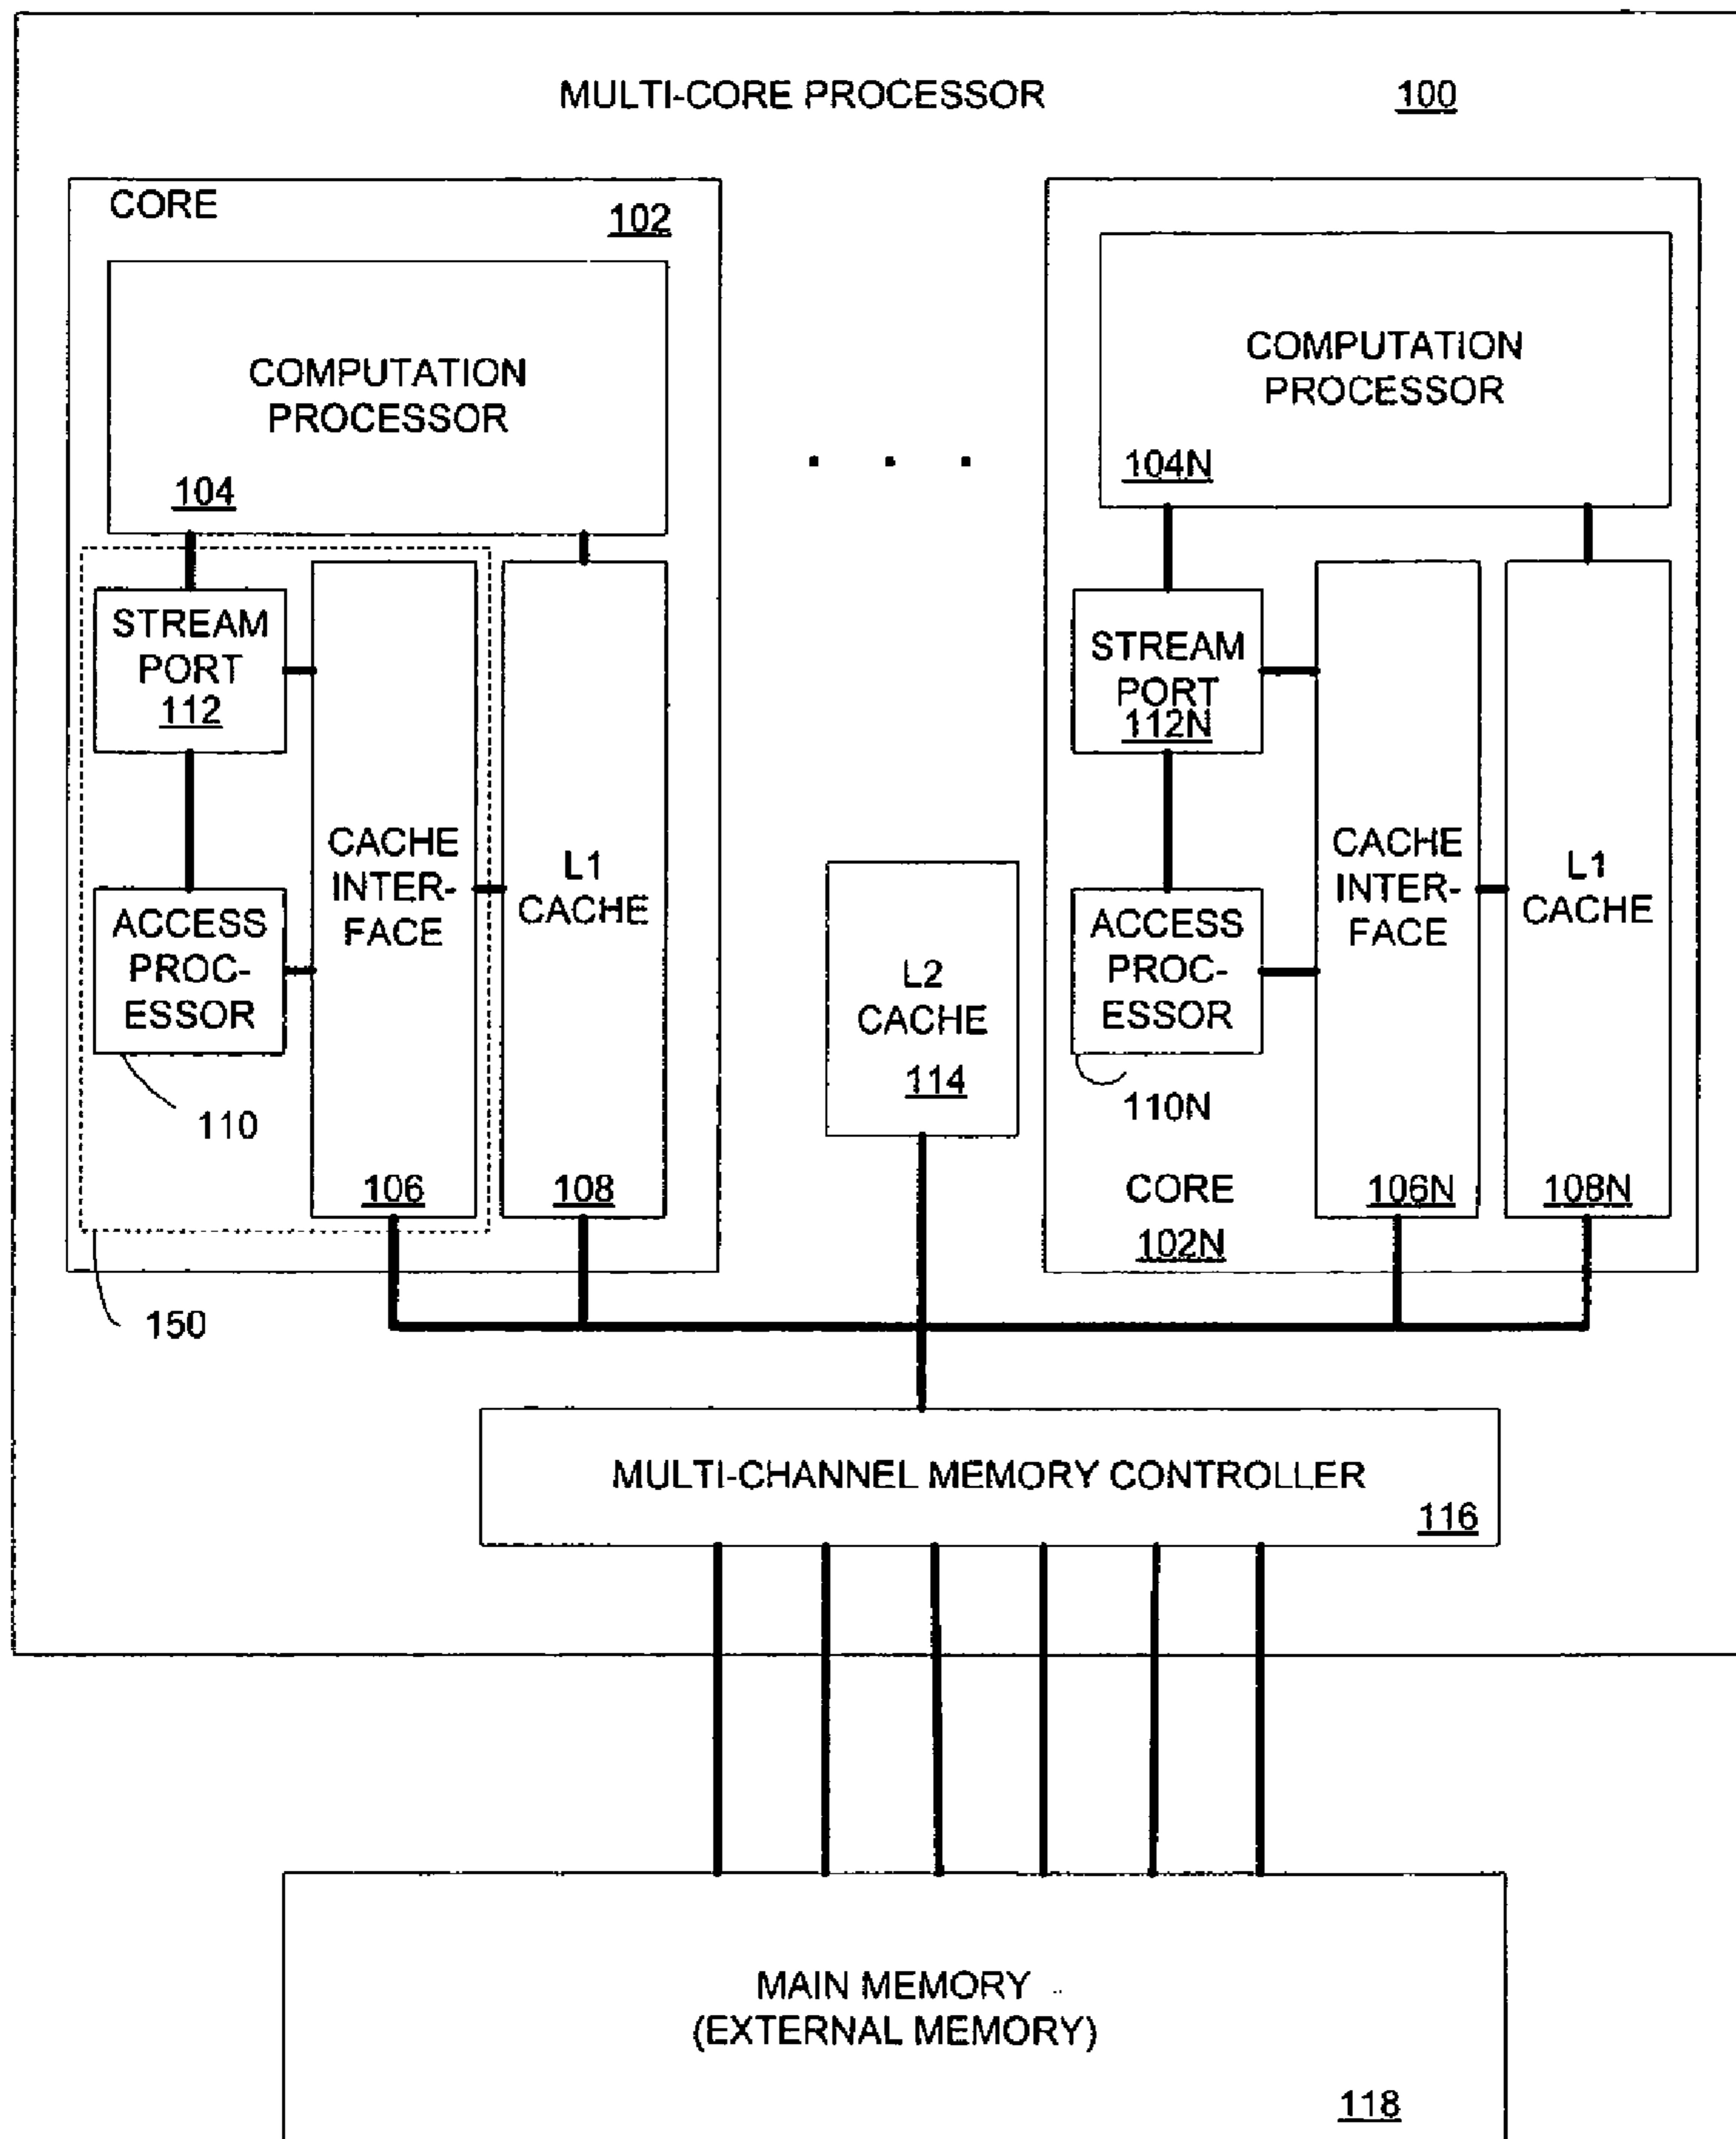 MULTI-CORE PROCESSOR
100
CORE
102
COMPUTATION
PROCESSOR
104
STREAM
PORT
112
ACCESS
PROC-
ESSOR
110
CACHE
INTER-
FACE
106
L1
CACHE
108
150
. . .
L2
CACHE
114
COMPUTATION
PROCESSOR
104N
STREAM
PORT
112N
ACCESS
PROC-
ESSOR
110N
CACHE
INTER-
FACE
106N
L1
CACHE
108N
CORE
102N
MULTI-CHANNEL MEMORY CONTROLLER
116
MAIN MEMORY
(EXTERNAL MEMORY)
118